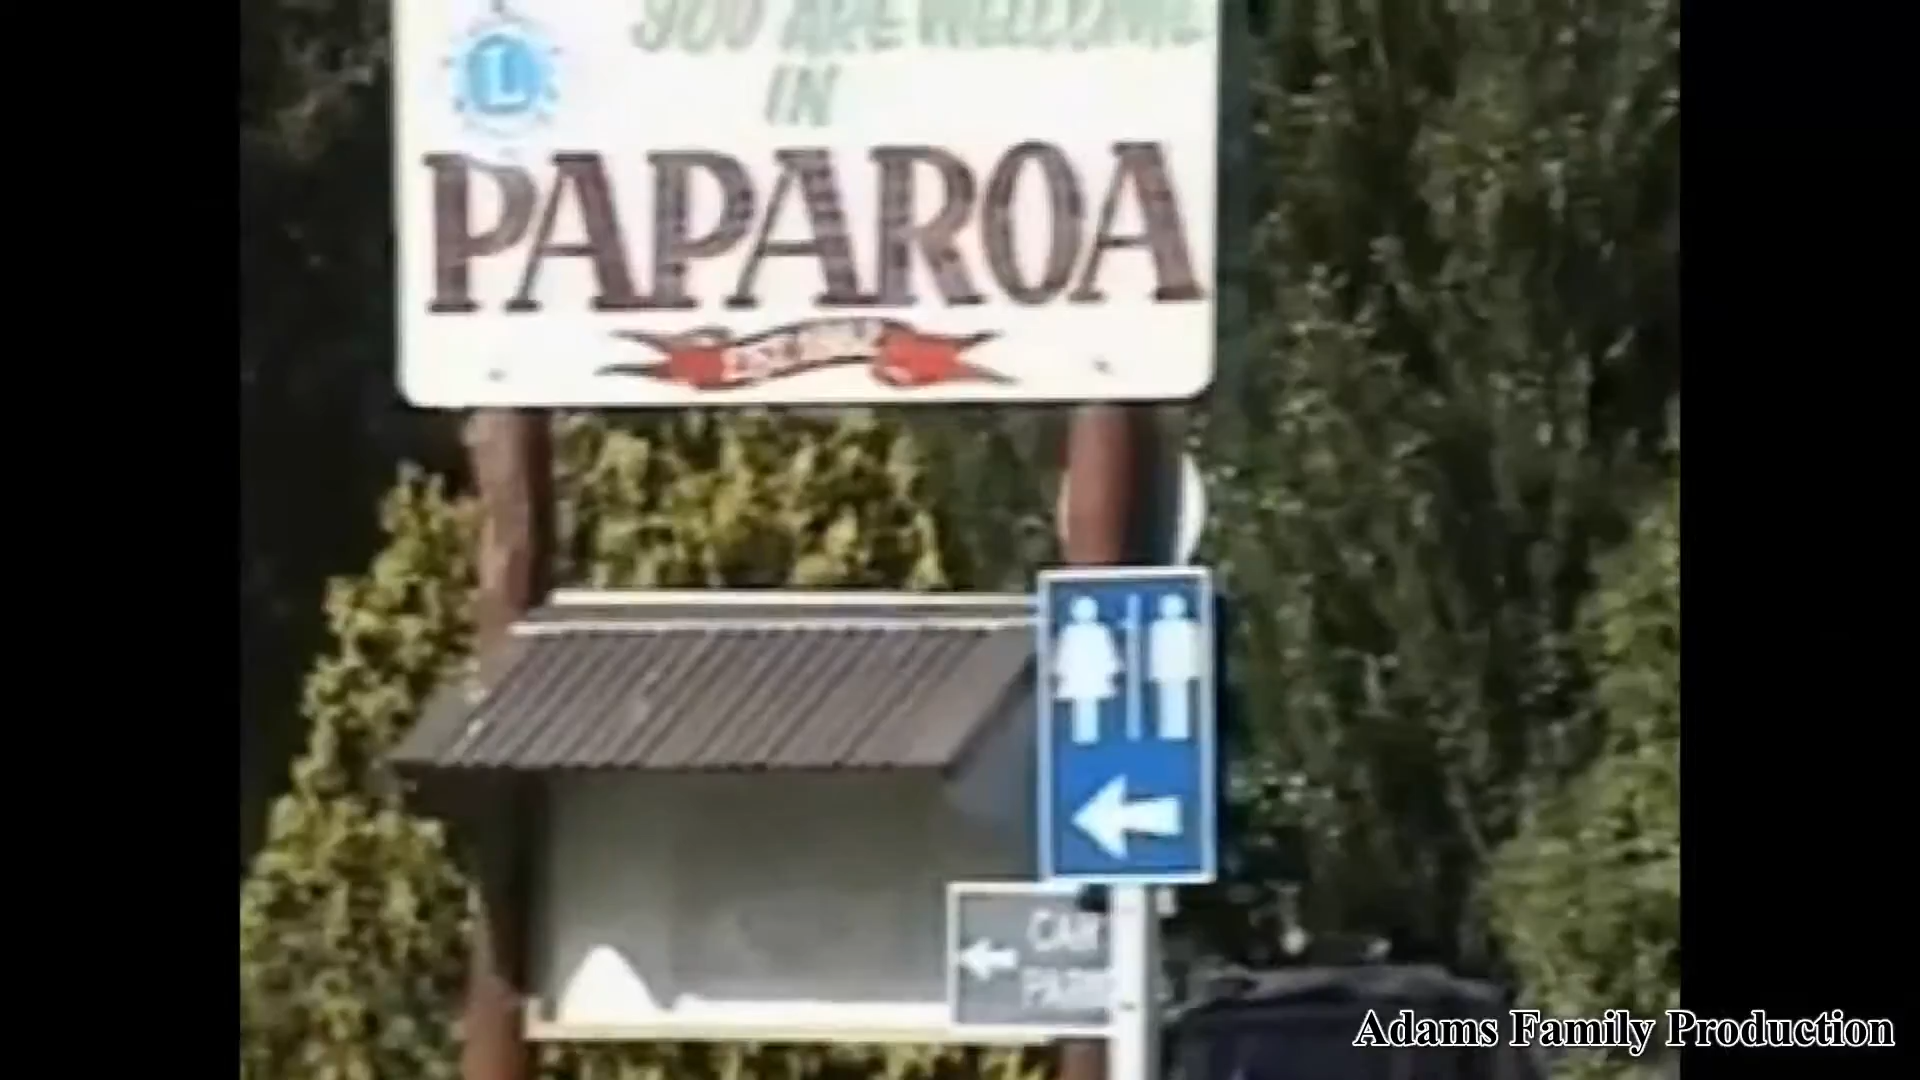 YOU ARE WELCOME
IN
PAPAROA
L
CAR
PARK
Adams Family Production